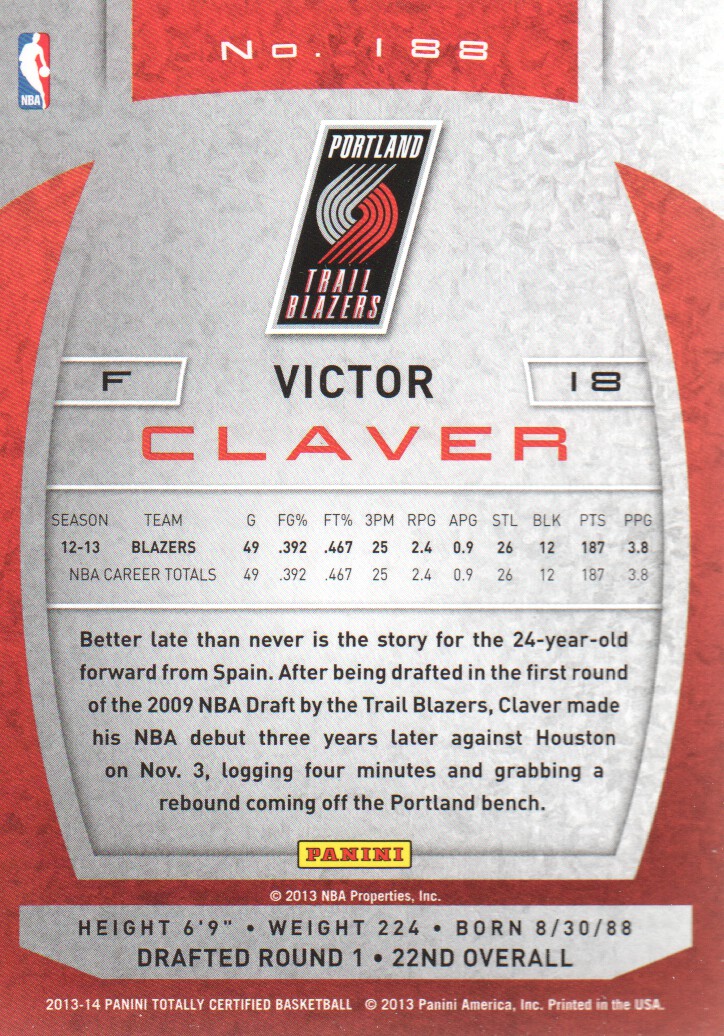 No. 188
NBA
PORTLAND
TRAIL
BLAZERS
F VICTOR 18
CLAVER
SEASON TEAM G FG% FT% 3PM RPG APG STL BLK PTS PPG
12-13 BLAZERS 49 .392 .467 25 2.4 0.9 26 12 187 3.8
NBA CAREER TOTALS 49 .392 .467 25 2.4 0.9 26 12 187 3.8
Better late than never is the story for the 24-year-old
forward from Spain. After being drafted in the first round
of the 2009 NBA Draft by the Trail Blazers, Claver made
his NBA debut three years later against Houston
on Nov. 3, logging four minutes and grabbing a
rebound coming off the Portland bench.
PANINI
© 2013 NBA Properties, Inc.
HEIGHT 6'9" • WEIGHT 224 • BORN 8/30/88
DRAFTED ROUND 1 • 22ND OVERALL
2013-14 PANINI TOTALLY CERTIFIED BASKETBALL © 2013 Panini America, Inc. Printed in the USA.